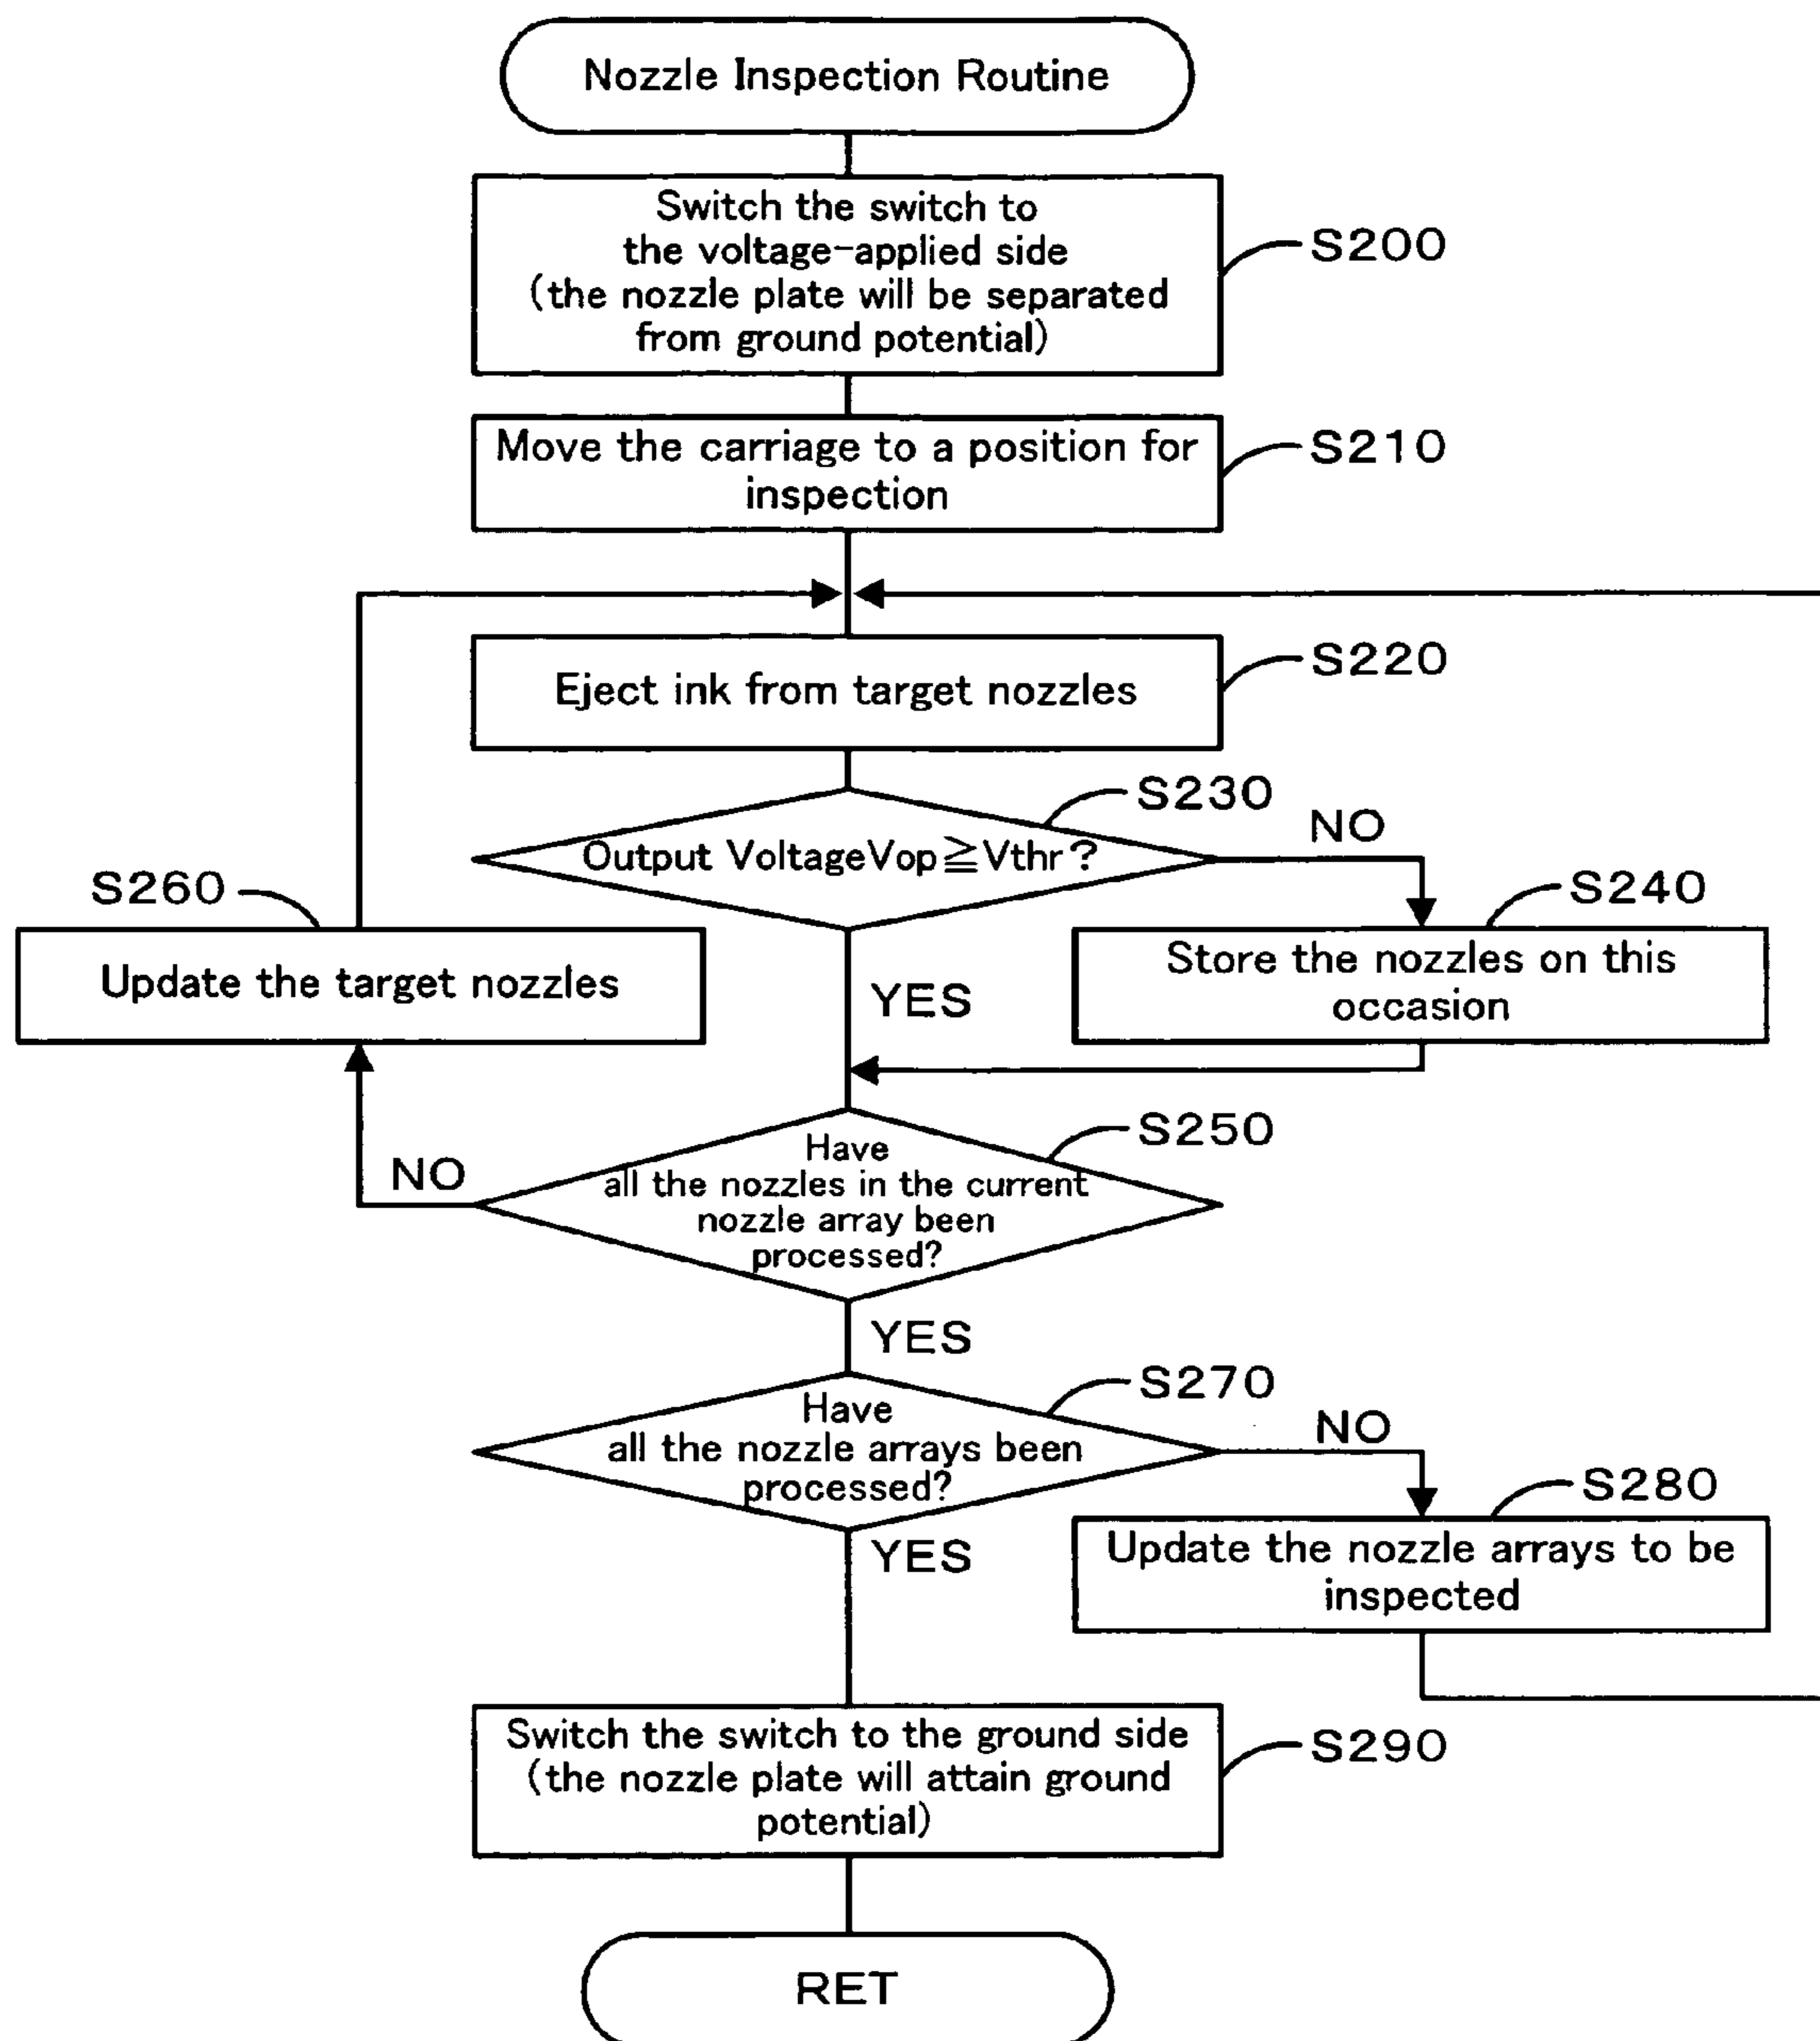 Nozzle Inspection Routine
Switch the switch to
the voltage-applied side
(the nozzle plate will be separated
from ground potential)
S200
Move the carriage to a position for
inspection
S210
Eject ink from target nozzles
S220
Output VoltageVop≧Vthr?
S230
NO
YES
Store the nozzles on this
occasion
S240
Update the target nozzles
S260
Have
all the nozzles in the current
nozzle array been
processed?
S250
NO
YES
Have
all the nozzle arrays been
processed?
S270
NO
YES
Update the nozzle arrays to be
inspected
S280
Switch the switch to the ground side
(the nozzle plate will attain ground
potential)
S290
RET